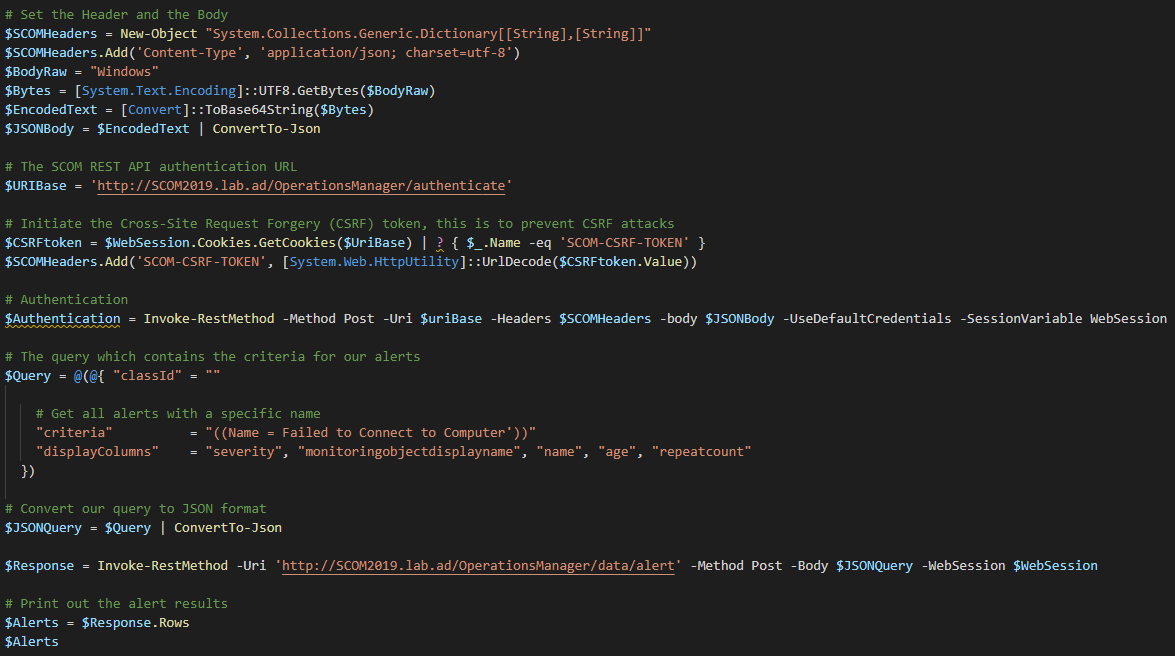 # Set the Header and the Body
$SCOMHeaders = New-Object "System.Collections.Generic.Dictionary[[String],[String]]"
$SCOMHeaders.Add('Content-Type', 'application/json; charset=utf-8')
$BodyRaw = "Windows"
$Bytes = [System.Text.Encoding]::UTF8.GetBytes($BodyRaw)
$EncodedText = [Convert]::ToBase64String($Bytes)
$JSONBody = $EncodedText | ConvertTo-Json
# The SCOM REST API authentication URL
$URIBase = 'http://SCOM2019.lab.ad/OperationsManager/authenticate'
# Initiate the Cross-Site Request Forgery (CSRF) token, this is to prevent CSRF attacks
$CSRFtoken = $WebSession.Cookies.GetCookies($UriBase) | ? { $_.Name -eq 'SCOM-CSRF-TOKEN' }
$SCOMHeaders.Add('SCOM-CSRF-TOKEN', [System.Web.HttpUtility]::UrlDecode($CSRFtoken.Value))
# Authentication
$Authentication = Invoke-RestMethod -Method Post -Uri $uriBase -Headers $SCOMHeaders -body $JSONBody -UseDefaultCredentials -SessionVariable WebSession
# The query which contains the criteria for our alerts
$Query = @(@{ "classId" = ""
# Get all alerts with a specific name
"criteria" = "((Name = Failed to Connect to Computer'))"
"displayColumns" = "severity", "monitoringobjectdisplayname", "name", "age", "repeatcount"
})
# Convert our query to JSON format
$JSONQuery = $Query | ConvertTo-Json
$Response = Invoke-RestMethod -Uri 'http://SCOM2019.lab.ad/OperationsManager/data/alert' -Method Post -Body $JSONQuery -WebSession $WebSession
# Print out the alert results
$Alerts = $Response.Rows
$Alerts